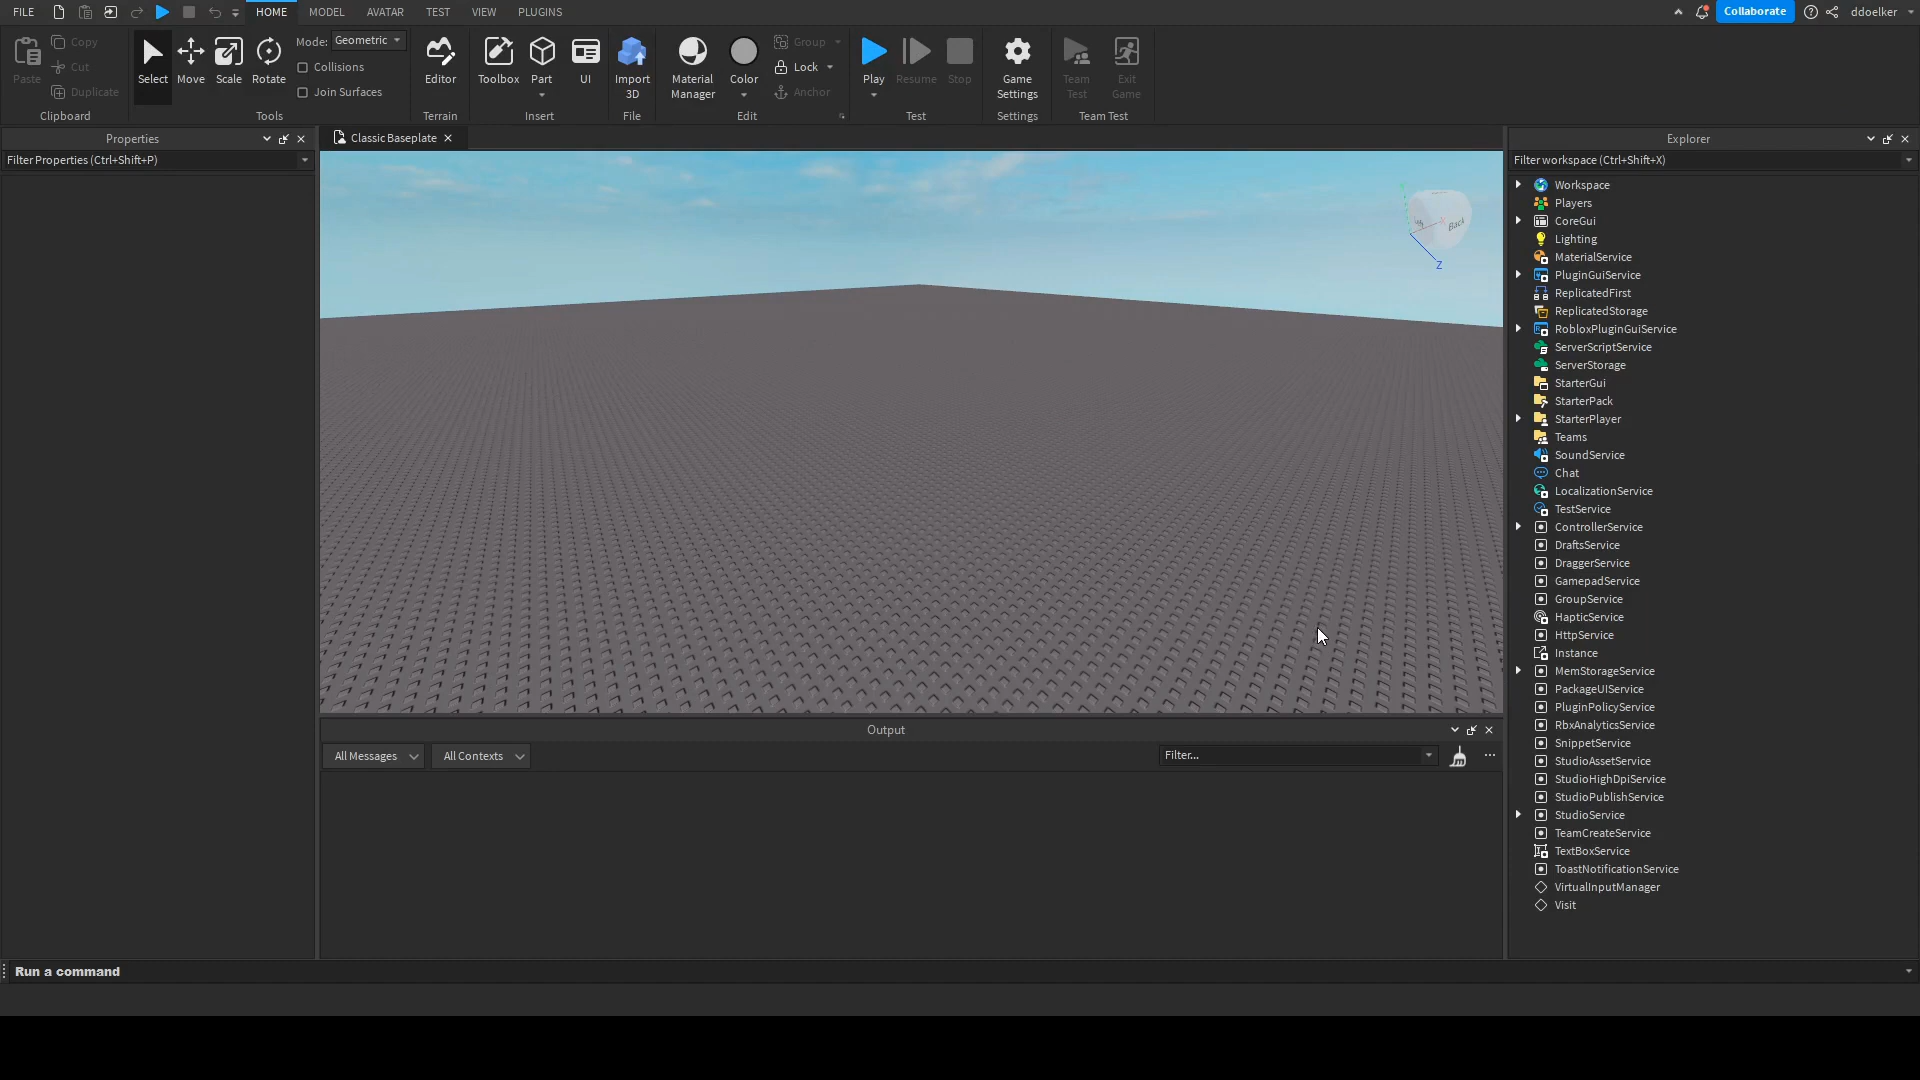 FILE HOME MODEL AVATAR TEST VIEW PLUGINS Collaborate ddoelker
Paste Copy Cut Duplicate
Clipboard
Select Move Scale Rotate Mode: Geometric
Collisions
Join Surfaces
Tools
Editor
Terrain
Toolbox Part UI
Insert
Import 3D
File
Material Manager Color Group Lock Anchor
Edit
Play Resume Stop
Test
Game Settings
Settings
Team Test Exit Game
Team Test
Properties
Filter Properties (Ctrl+Shift+P)
Classic Baseplate
Back
Z
Output
All Messages All Contexts Filter...
Explorer
Filter workspace (Ctrl+Shift+X)
Workspace
Players
CoreGui
Lighting
MaterialService
PluginGuiService
ReplicatedFirst
ReplicatedStorage
RobloxPluginGuiService
ServerScriptService
ServerStorage
StarterGui
StarterPack
StarterPlayer
Teams
SoundService
Chat
LocalizationService
TestService
ControllerService
DraftsService
DraggerService
GamepadService
GroupService
HapticService
HttpService
Instance
MemStorageService
PackageUIService
PluginPolicyService
RbxAnalyticsService
SnippetService
StudioAssetService
StudioHighDpiService
StudioPublishService
StudioService
TeamCreateService
TextBoxService
ToastNotificationService
VirtualInputManager
Visit
Run a command